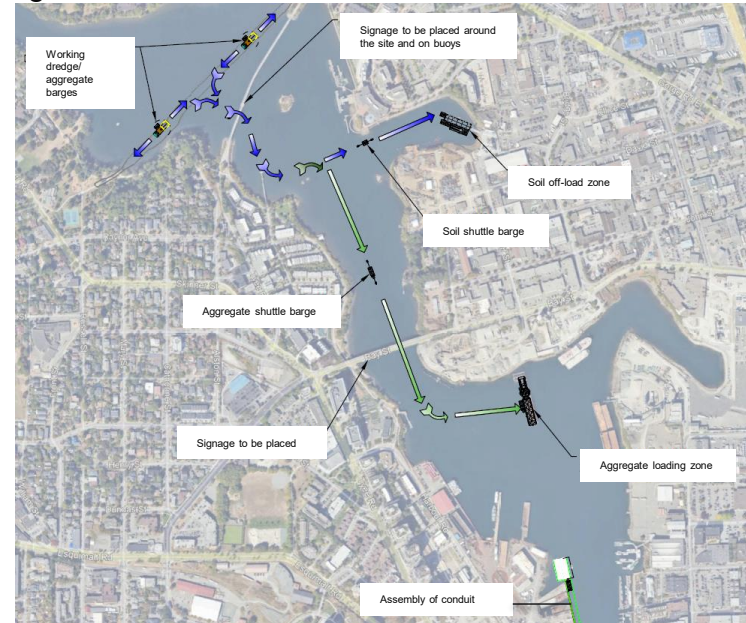 Working
dredge/
aggregate
barges
Signage to be placed around
the site and on buoys
Soil off-load zone
Soil shuttle barge
Aggregate shuttle barge
Signage to be placed
Aggregate loading zone
Assembly of conduit